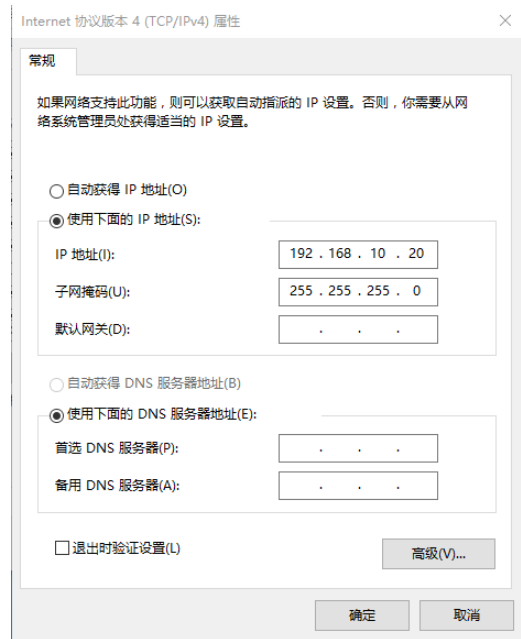 Internet 协议版本 4 (TCP/IPv4) 属性
常规
如果网络支持此功能，则可以获取自动指派的 IP 设置。否则，你需要从网
络系统管理员处获得适当的 IP 设置。
自动获得 IP 地址(O)
使用下面的 IP 地址(S):
IP 地址(I): 192 . 168 . 10 . 20
子网掩码(U): 255 . 255 . 255 . 0
默认网关(D): . . .
自动获得 DNS 服务器地址(B)
使用下面的 DNS 服务器地址(E):
首选 DNS 服务器(P): . . .
备用 DNS 服务器(A): . . .
退出时验证设置(L)
高级(V)...
确定 取消